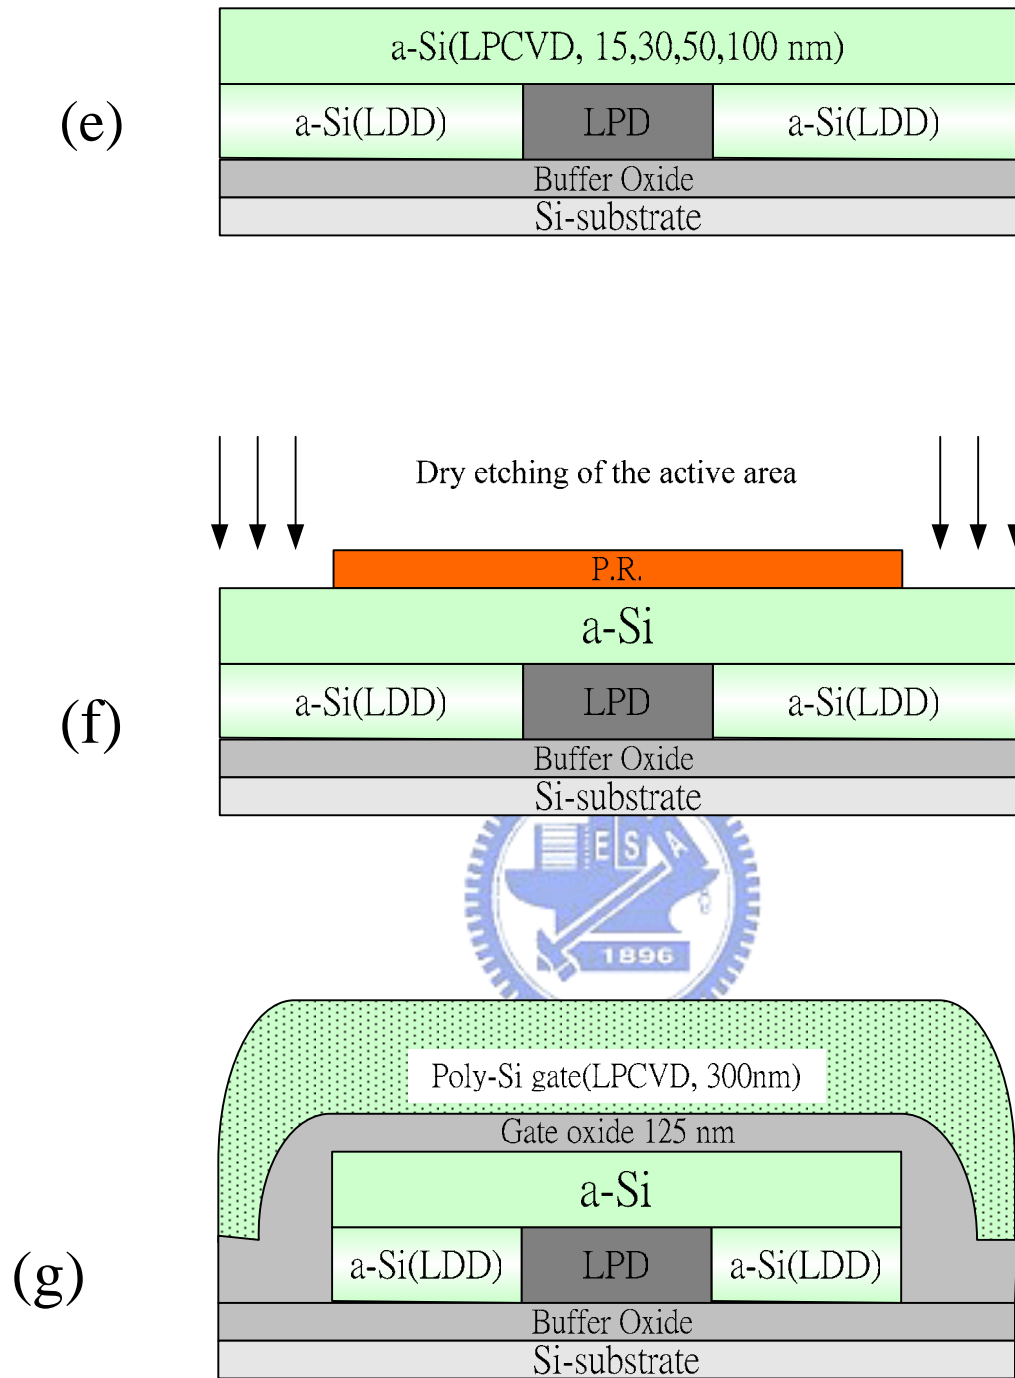 a-Si(LPCVD, 15,30,50,100 nm)
(e)
a-Si(LDD) LPD a-Si(LDD)
Buffer Oxide
Si-substrate
Dry etching of the active area
P.R.
a-Si
(f)
a-Si(LDD) LPD a-Si(LDD)
Buffer Oxide
Si-substrate
E S A
1896
Poly-Si gate(LPCVD, 300nm)
Gate oxide 125 nm
a-Si
(g)
a-Si(LDD) LPD a-Si(LDD)
Buffer Oxide
Si-substrate